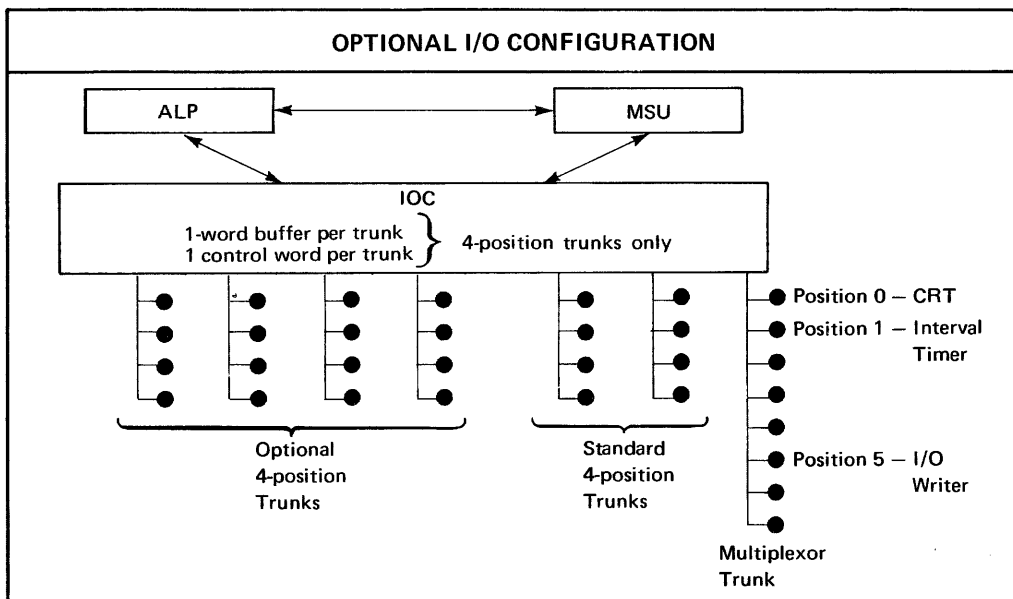 OPTIONAL I/O CONFIGURATION
ALP
MSU
IOC
1-word buffer per trunk
1 control word per trunk
4-position trunks only
Position 0 – CRT
Position 1 – Interval
Timer
Position 5 – I/O
Writer
Optional
4-position
Trunks
Standard
4-position
Trunks
Multiplexor
Trunk